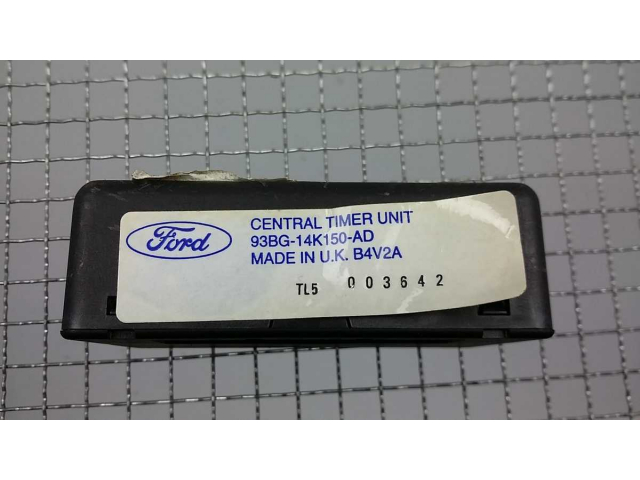 Ford
CENTRAL TIMER UNIT
93BG-14K150-AD
MADE IN U.K. B4V2A
TL5 003642